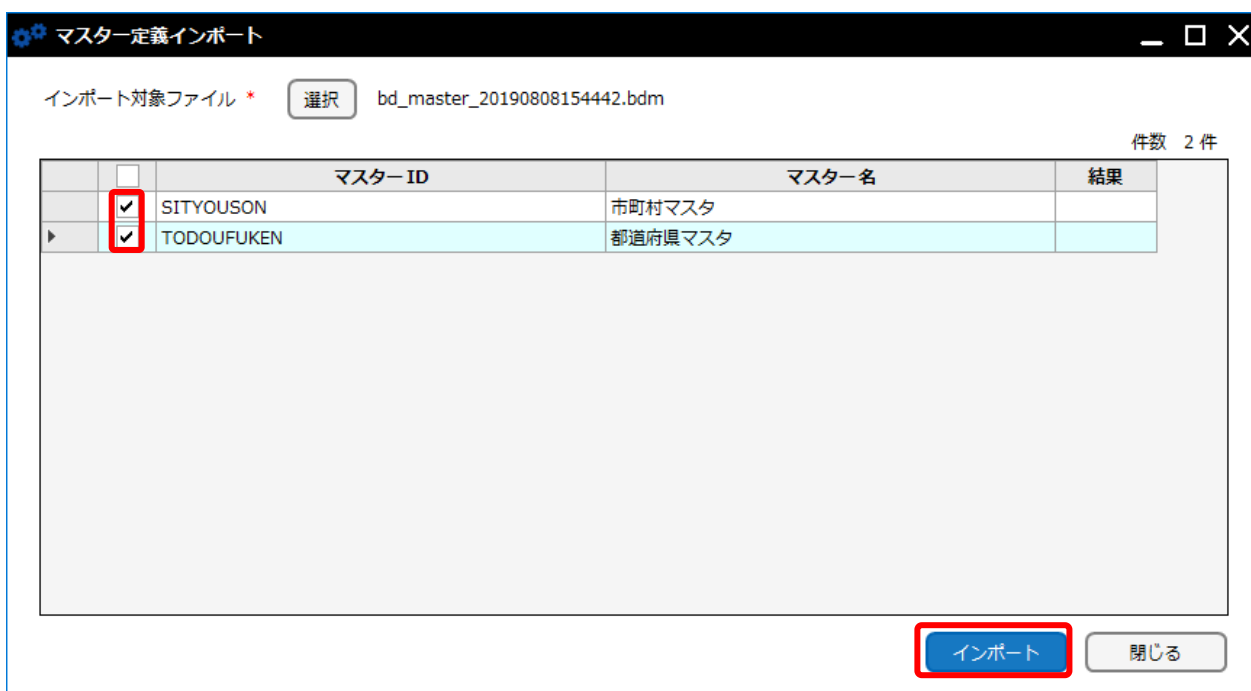 マスター定義インポート
インポート対象ファイル * 選択 bd_master_20190808154442.bdm
件数 2 件
マスターID マスター名 結果
SITYOUSON 市町村マスタ
TODOUFUKEN 都道府県マスタ
インポート 閉じる